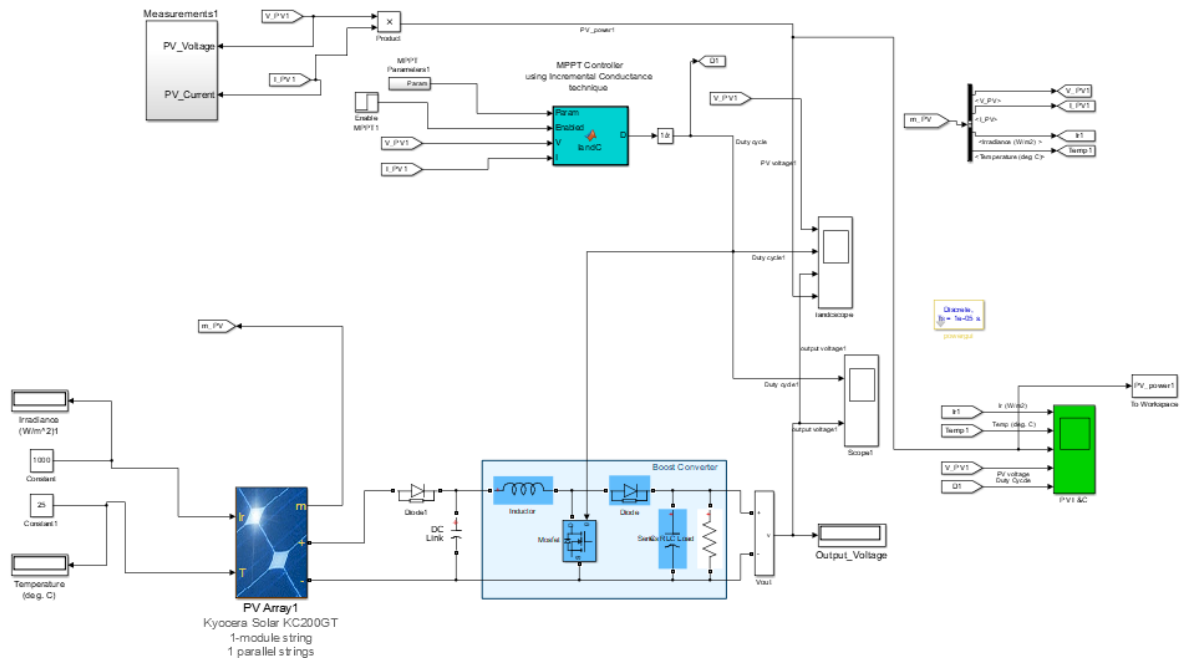 Measurements1
PV_Voltage
PV_Current
V_PV1
I_PV1
×
Product
PV_power1
MPPT
Parameters1
Param
Enable
MPPT1
V_PV1
I_PV1
MPPT Controller
using Incremental Conductance
technique
Param
Enabled
V
I
D
IandC
D1
V_PV1
Duty cycle
PV voltage1
m_PV
<V_PV>
<I_PV>
<Irradiance (W/m2) >
<Temperature (deg. C)>
V_PV1
I_PV1
Ir1
Temp1
Duty cycle1
output voltage1
Iandcscope
Discrete,
powergui
Duty cycle1
output voltage1
Scope1
PV_power1
To Workspace
Ir1
Temp1
V_PV1
D1
Ir (W/m2)
Temp (deg. C)
PV voltage
Duty Cycle
PV I &C
m_PV
Irradiance
(W/m^2)1
1000
Constant
25
Constant1
Temperature
(deg. C)
Ir
T
m
+
-
PV Array1
Kyocera Solar KC200GT
1-module string
1 parallel strings
Diode1
DC
Link
Boost Converter
Inductor
Mosfet
Diode
RLC Load
+
-
v
Vout
Output_Voltage